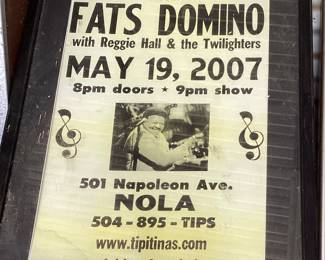 FATS DOMINO
with Reggie Hall & the Twilighters
MAY 19, 2007
8pm doors ★ 9pm show
501 Napoleon Ave.
NOLA
504 - 895 - TIPS
www.tipitinas.com